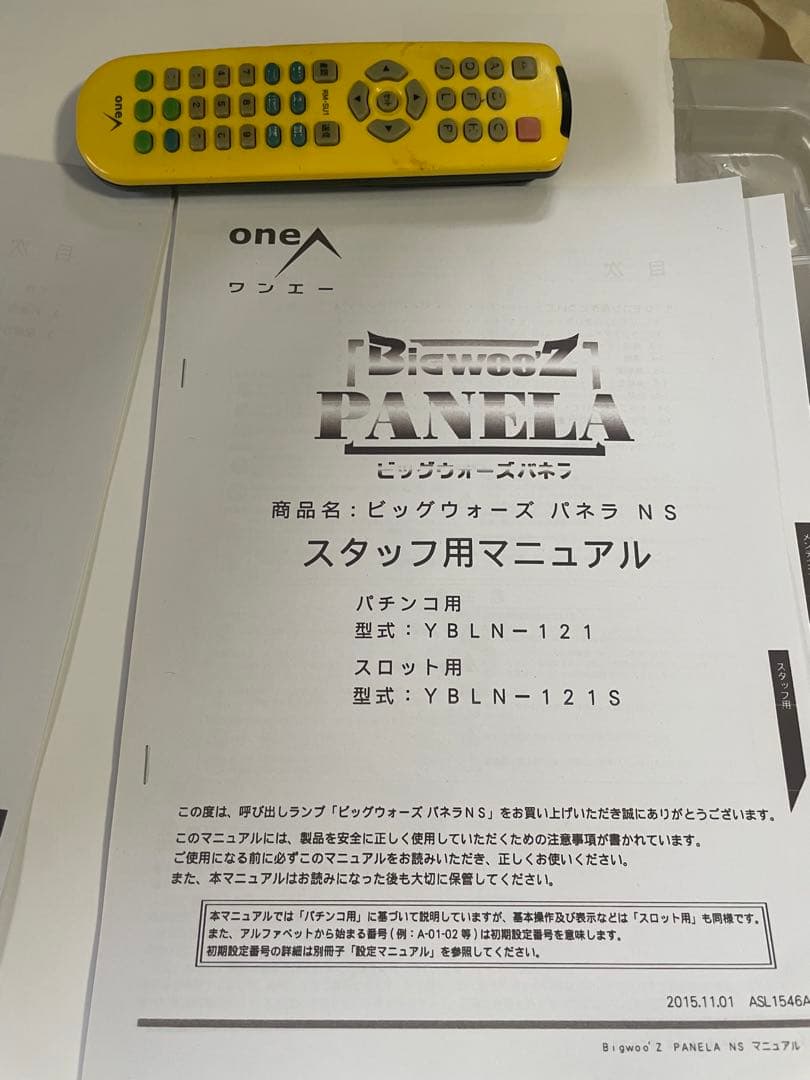 oneA
RM-SU1
oneA
ワンエー
Bigwoo'Z
PANELA
ビッグウォーズパネラ
商品名：ビッグウォーズ パネラ NS
スタッフ用マニュアル
パチンコ用
型式：YBLN－121
スロット用
型式：YBLN－121S
スタッフ用
この度は、呼び出しランプ「ビッグウォーズ パネラNS」をお買い上げいただき誠にありがとうございます。
このマニュアルには、製品を安全に正しく使用していただくための注意事項が書かれています。
ご使用になる前に必ずこのマニュアルをお読みいただき、正しくお使いください。
また、本マニュアルはお読みになった後も大切に保管してください。
本マニュアルでは「パチンコ用」に基づいて説明していますが、基本操作及び表示などは「スロット用」も同様です。
また、アルファベットから始まる番号(例：A-01-02 等)は初期設定番号を意味します。
初期設定番号の詳細は別冊子「設定マニュアル」を参照してください。
2015.11.01 ASL1546A
Bigwoo'Z PANELA NS マニュアル